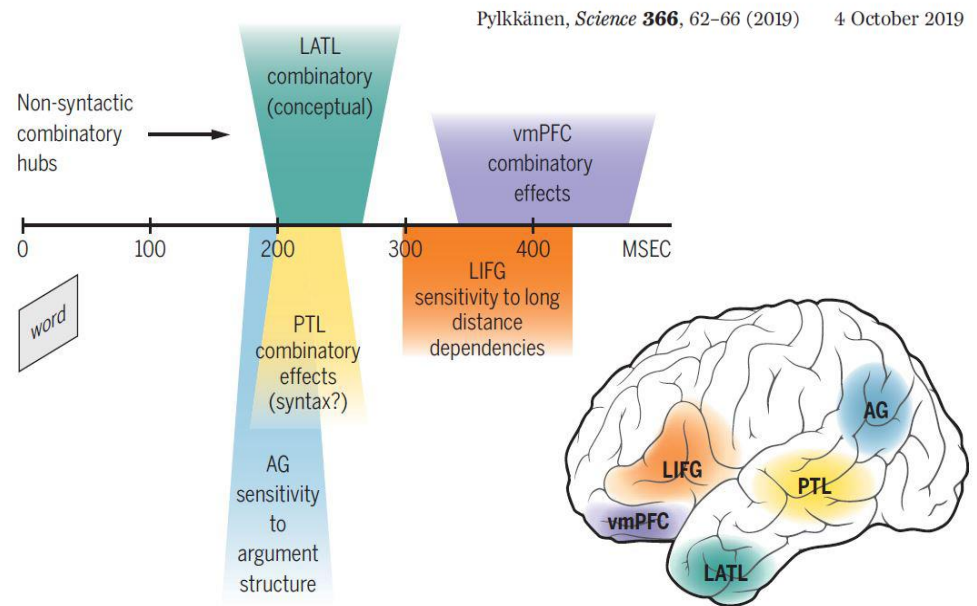 Pylkkänen, Science 366, 62–66 (2019) 4 October 2019
LATL
combinatory
(conceptual)
Non-syntactic
combinatory
hubs
vmPFC
combinatory
effects
0 100 200 300 400 MSEC
word
PTL
combinatory
effects
(syntax?)
LIFG
sensitivity to long
distance
dependencies
AG
sensitivity
to
argument
structure
AG
LIFG
PTL
vmPFC
LATL